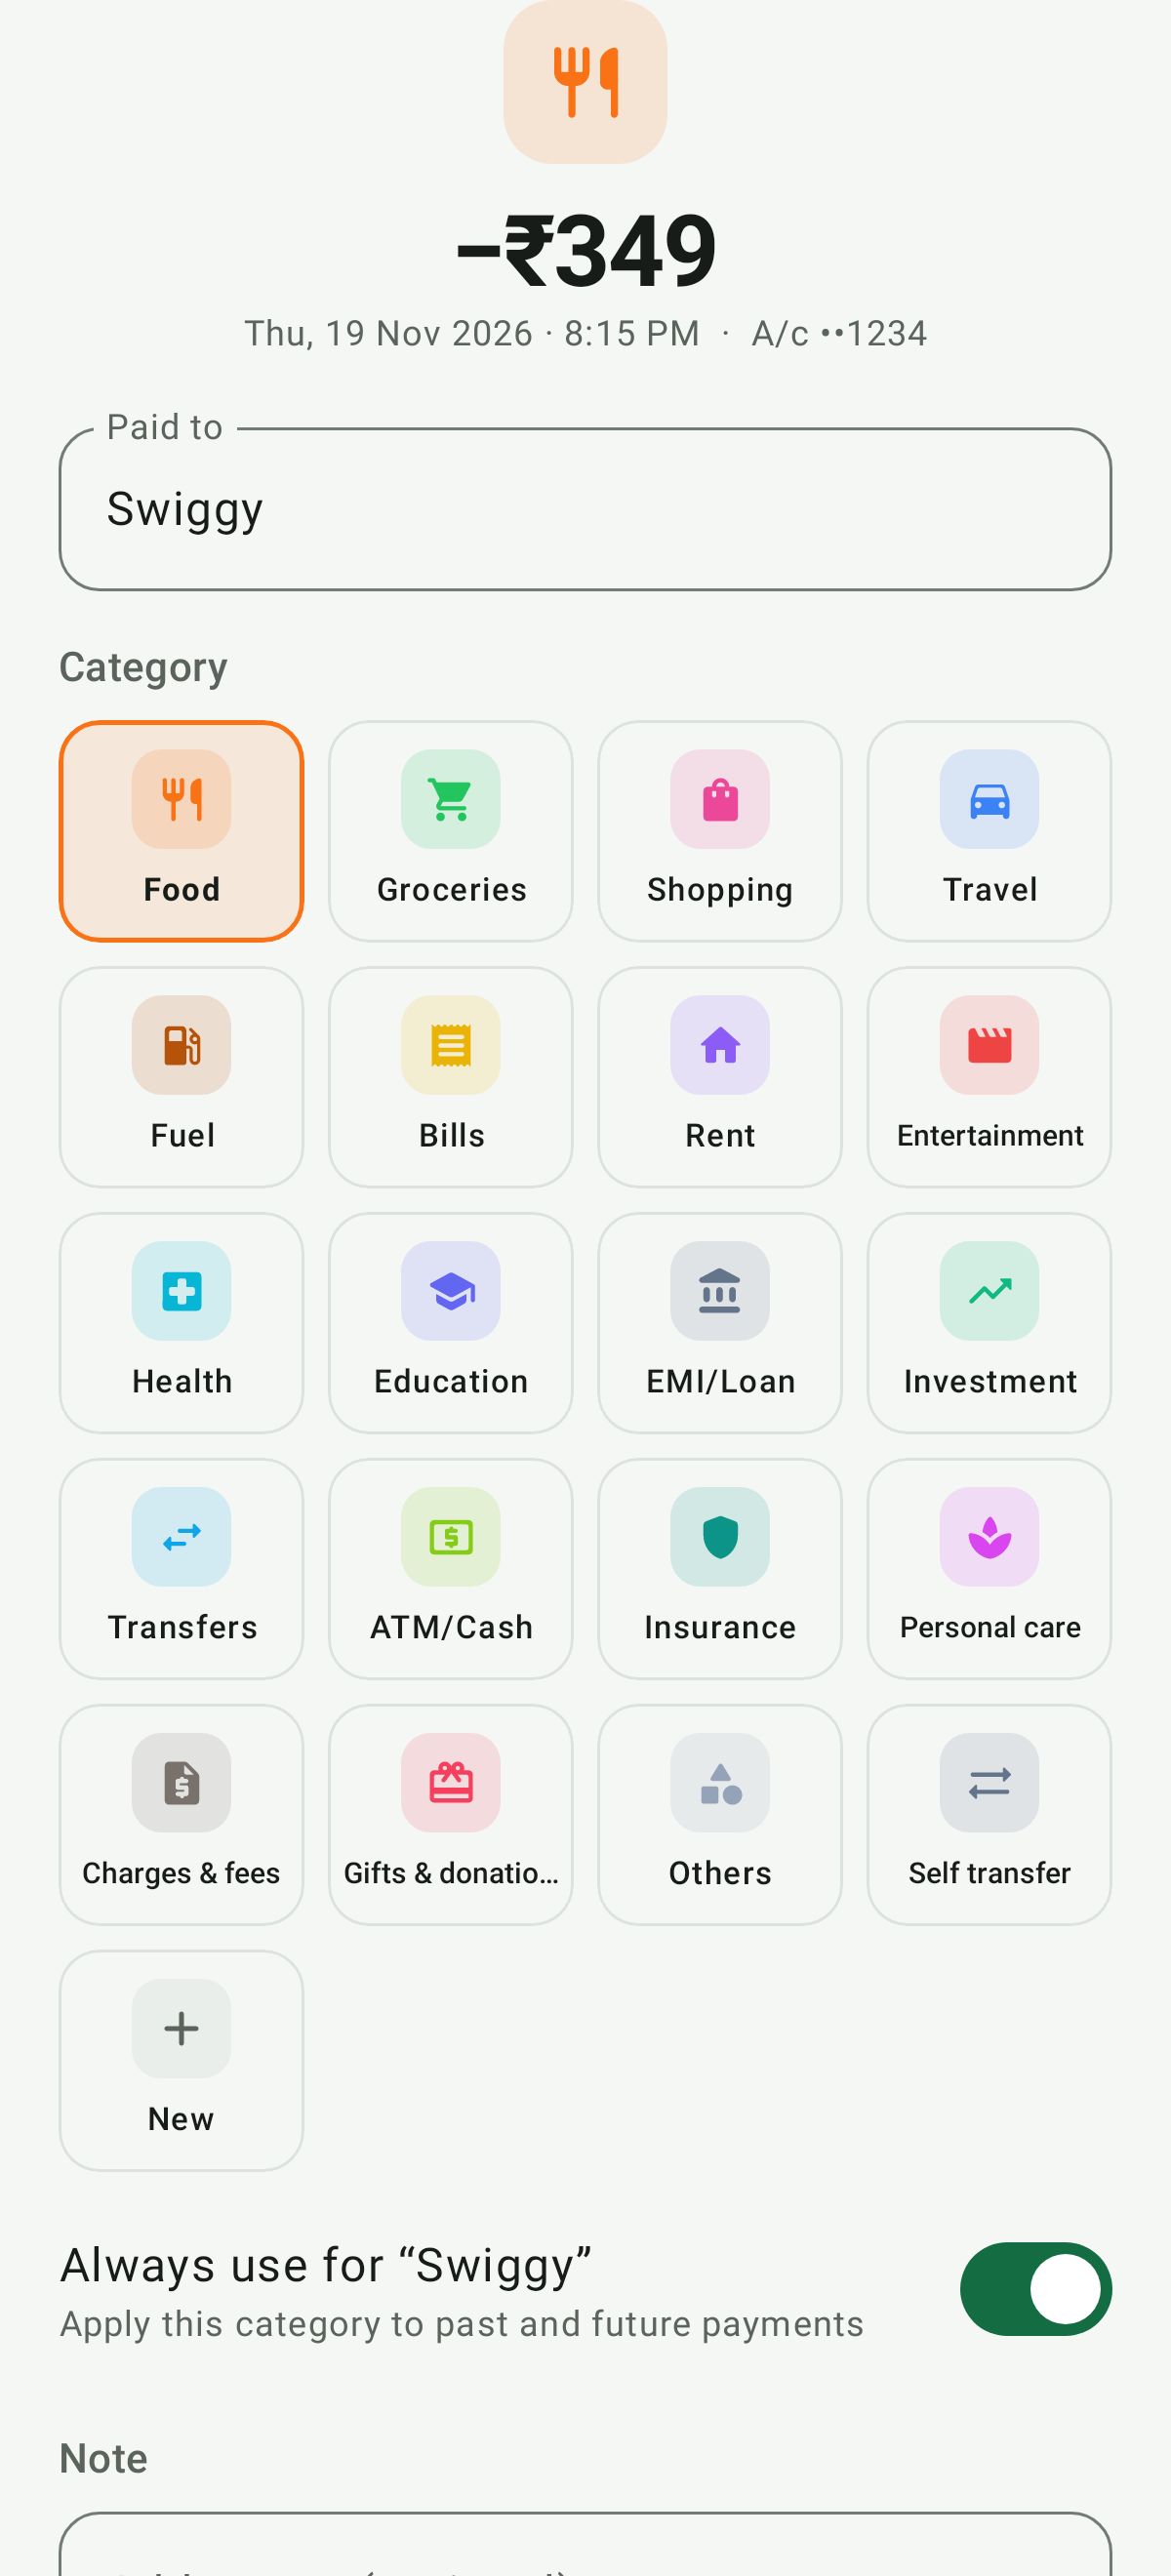 −₹349
Thu, 19 Nov 2026 · 8:15 PM · A/c ••1234
Paid to
Swiggy
Category
Food Groceries Shopping Travel
Fuel Bills Rent Entertainment
Health Education EMI/Loan Investment
Transfers ATM/Cash Insurance Personal care
Charges & fees Gifts & donatio... Others Self transfer
New
Always use for “Swiggy”
Apply this category to past and future payments
Note